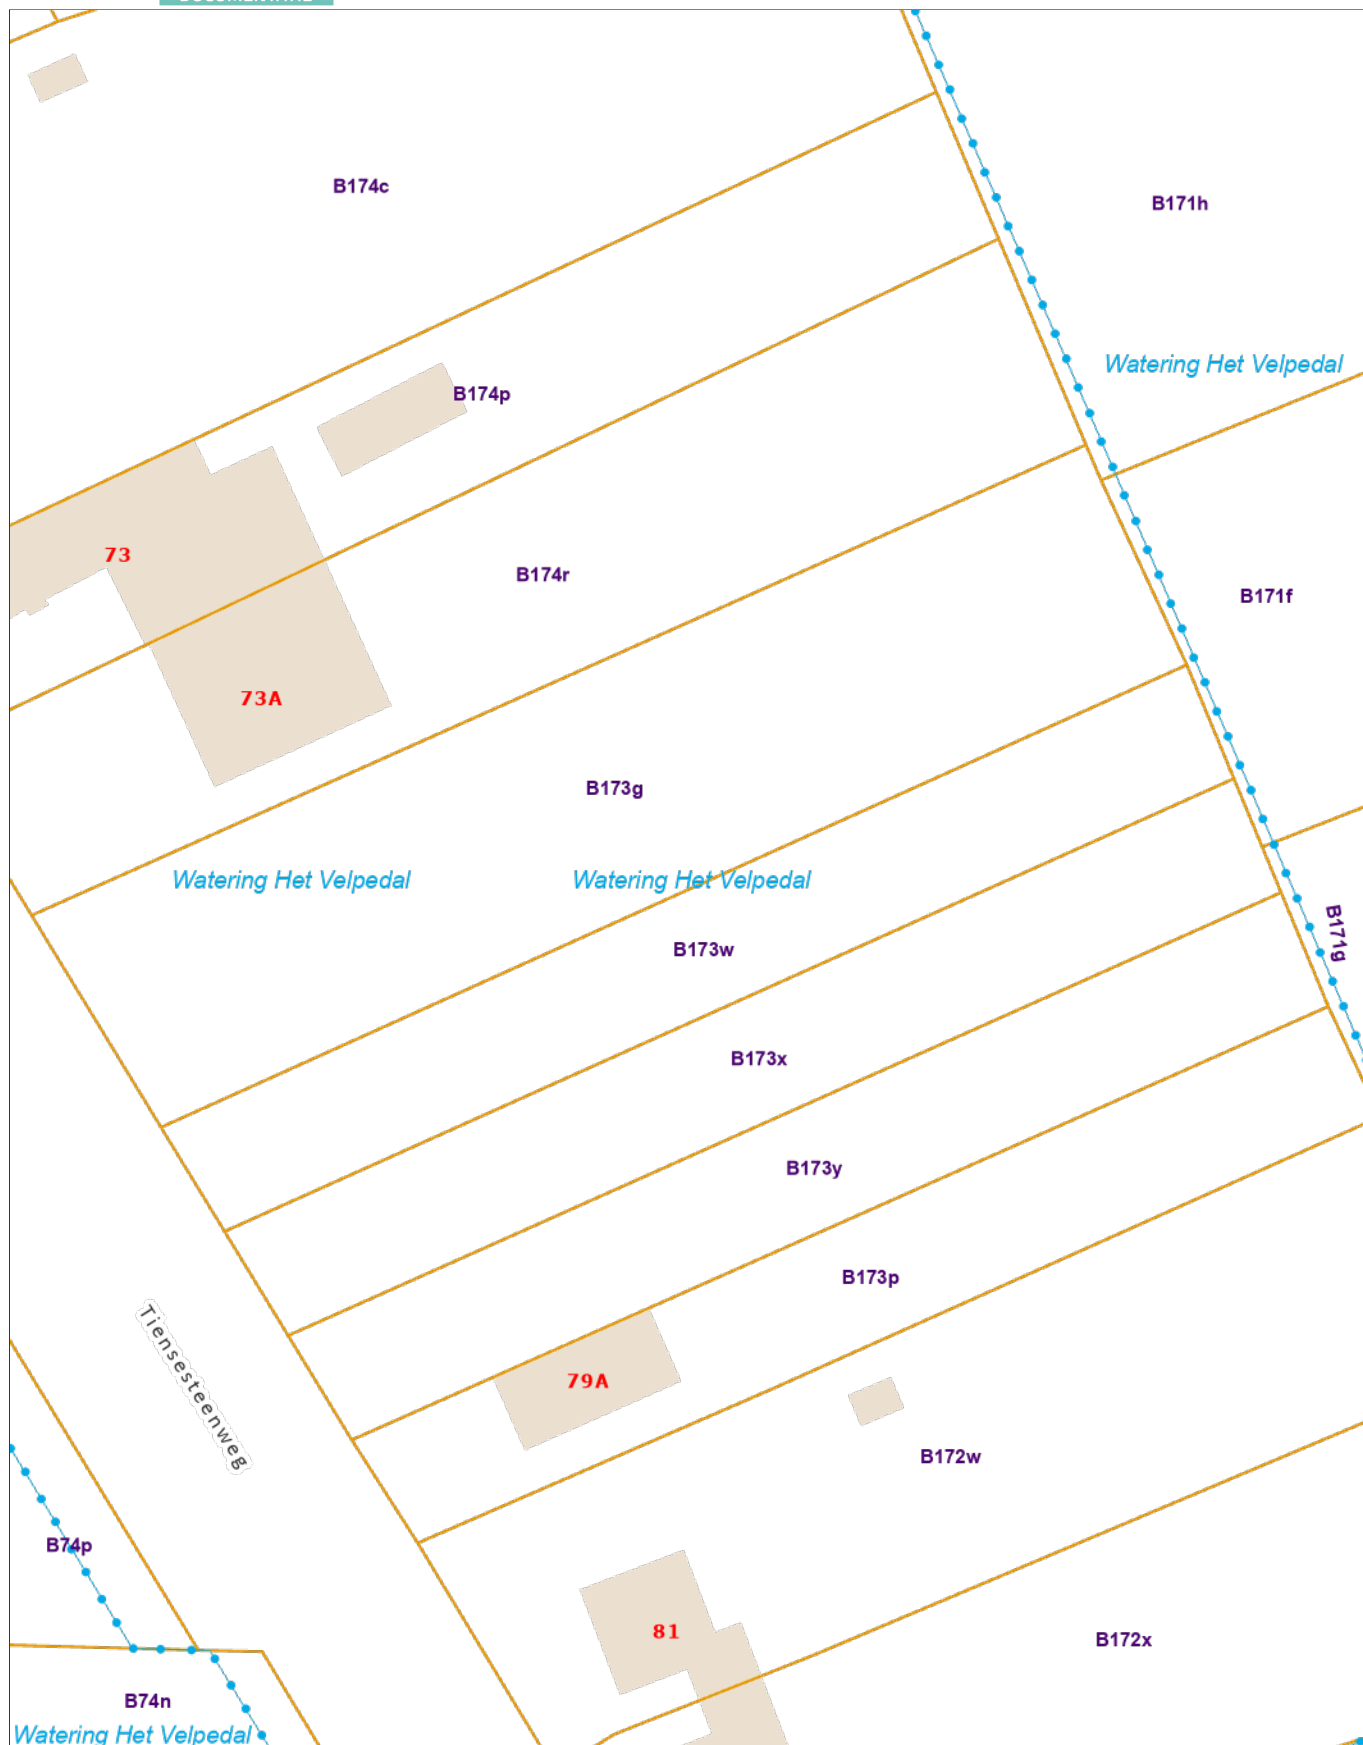 B174c
B171h
Watering Het Velpedal
B174p
73
B174r
B171f
73A
B173g
Watering Het Velpedal
Watering Het Velpedal
B171g
B173w
B173x
B173y
B173p
Tiensesteenweg
79A
B172w
B74p
81
B172x
B74n
Watering Het Velpedal